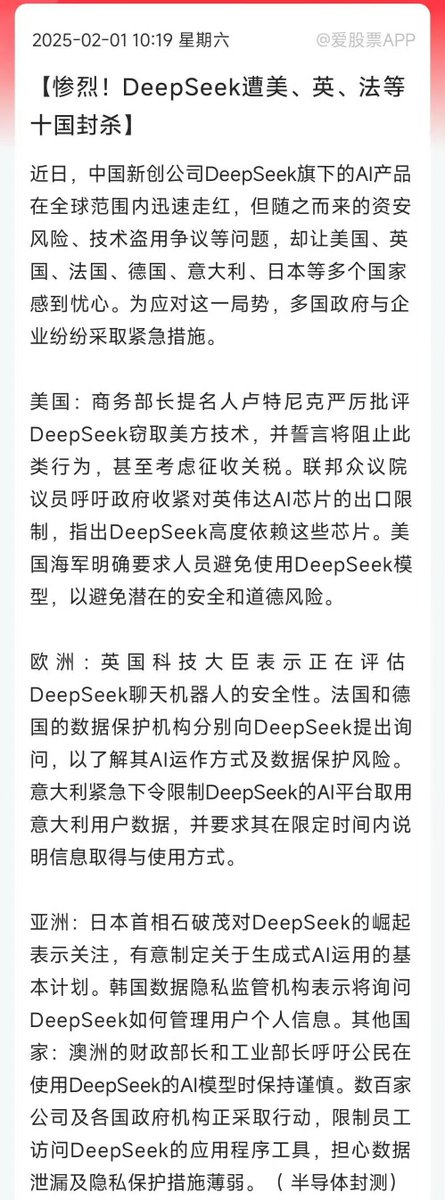 2025-02-01 10:19 星期六
@爱股票APP
【惨烈！DeepSeek遭美、英、法等
十国封杀】
近日，中国新创公司DeepSeek旗下的AI产品
在全球范围内迅速走红，但随之而来的资安
风险、技术盗用争议等问题，却让美国、英
国、法国、德国、意大利、日本等多个国家
感到忧心。为应对这一局势，多国政府与企
业纷纷采取紧急措施。
美国：商务部长提名人卢特尼克严厉批评
DeepSeek窃取美方技术，并誓言将阻止此
类行为，甚至考虑征收关税。联邦众议院
议员呼吁政府收紧对英伟达AI芯片的出口限
制，指出DeepSeek高度依赖这些芯片。美
国海军明确要求人员避免使用DeepSeek模
型，以避免潜在的安全和道德风险。
欧洲：英国科技大臣表示正在评估
DeepSeek聊天机器人的安全性。法国和德
国的数据保护机构分别向DeepSeek提出询
问，以了解其AI运作方式及数据保护风险。
意大利紧急下令限制DeepSeek的AI平台取用
意大利用户数据，并要求其在限定时间内说
明信息取得与使用方式。
亚洲：日本首相石破茂对DeepSeek的崛起
表示关注，有意制定关于生成式AI运用的基
本计划。韩国数据隐私监管机构表示将询问
DeepSeek如何管理用户个人信息。其他国
家：澳洲的财政部长和工业部长呼吁公民在
使用DeepSeek的AI模型时保持谨慎。数百家
公司及各国政府机构正采取行动，限制员工
访问DeepSeek的应用程序工具，担心数据
泄漏及隐私保护措施薄弱。（半导体封测）